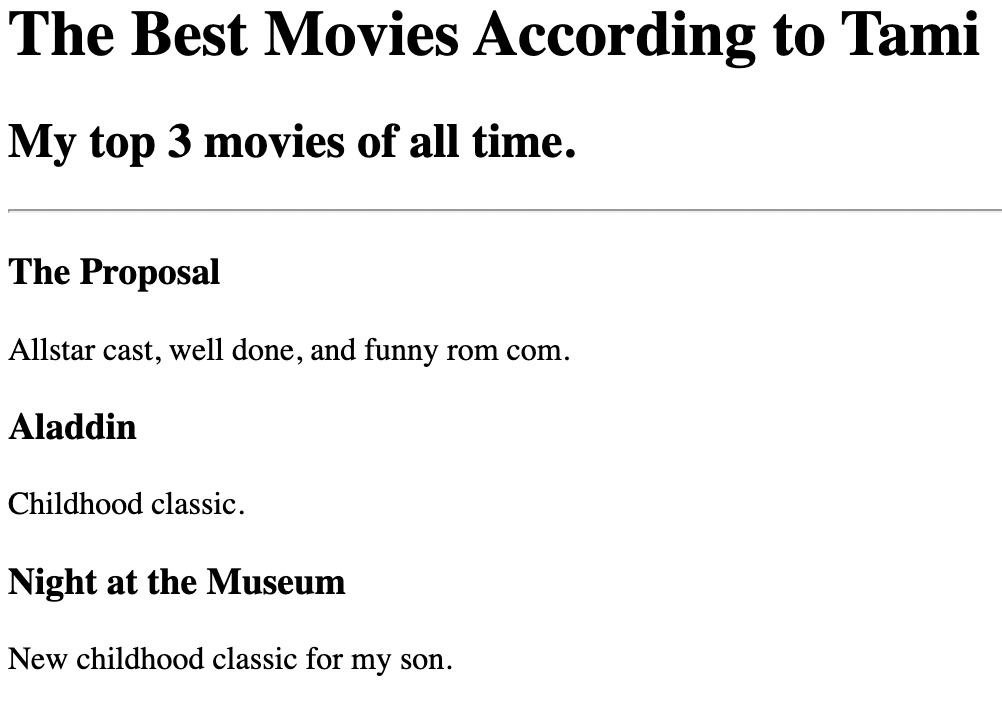 The Best Movies According to Tami
My top 3 movies of all time.
The Proposal
Allstar cast, well done, and funny rom com.
Aladdin
Childhood classic.
Night at the Museum
New childhood classic for my son.